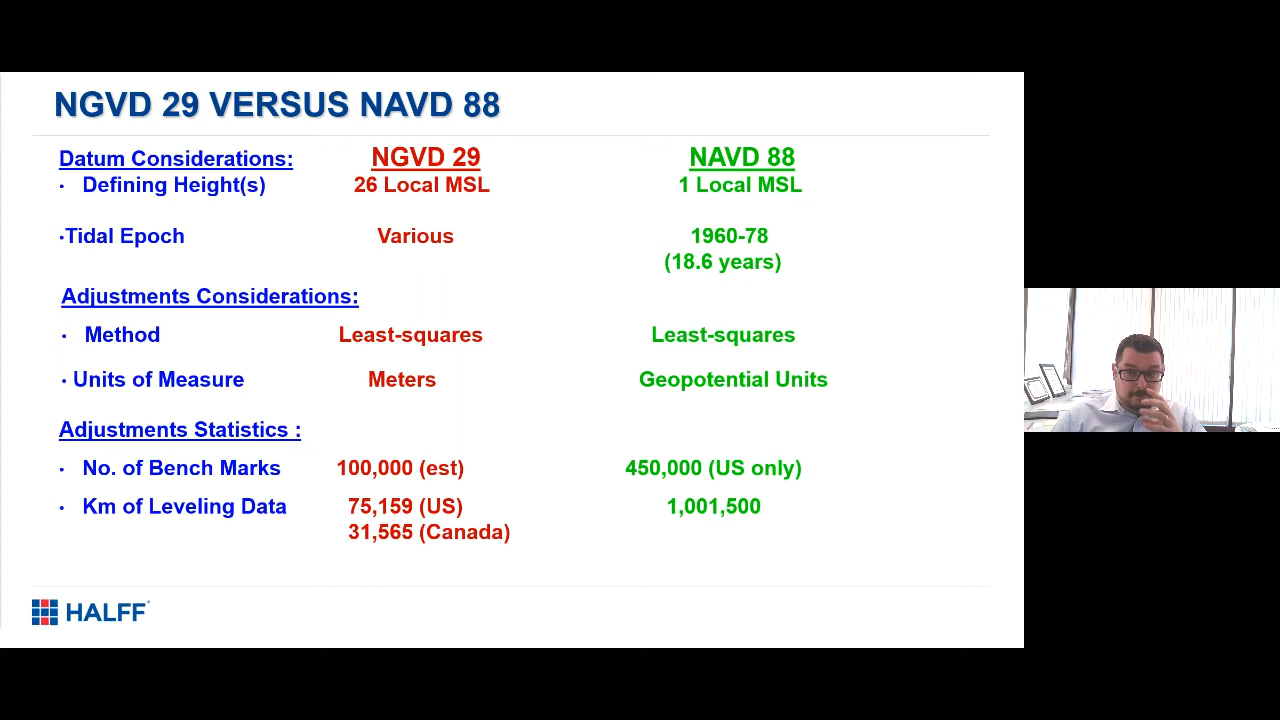 NGVD 29 VERSUS NAVD 88
Datum Considerations: NGVD 29 NAVD 88
· Defining Height(s) 26 Local MSL 1 Local MSL
·Tidal Epoch Various 1960-78
(18.6 years)
Adjustments Considerations:
· Method Least-squares Least-squares
· Units of Measure Meters Geopotential Units
Adjustments Statistics :
· No. of Bench Marks 100,000 (est) 450,000 (US only)
· Km of Leveling Data 75,159 (US) 1,001,500
31,565 (Canada)
HALFF